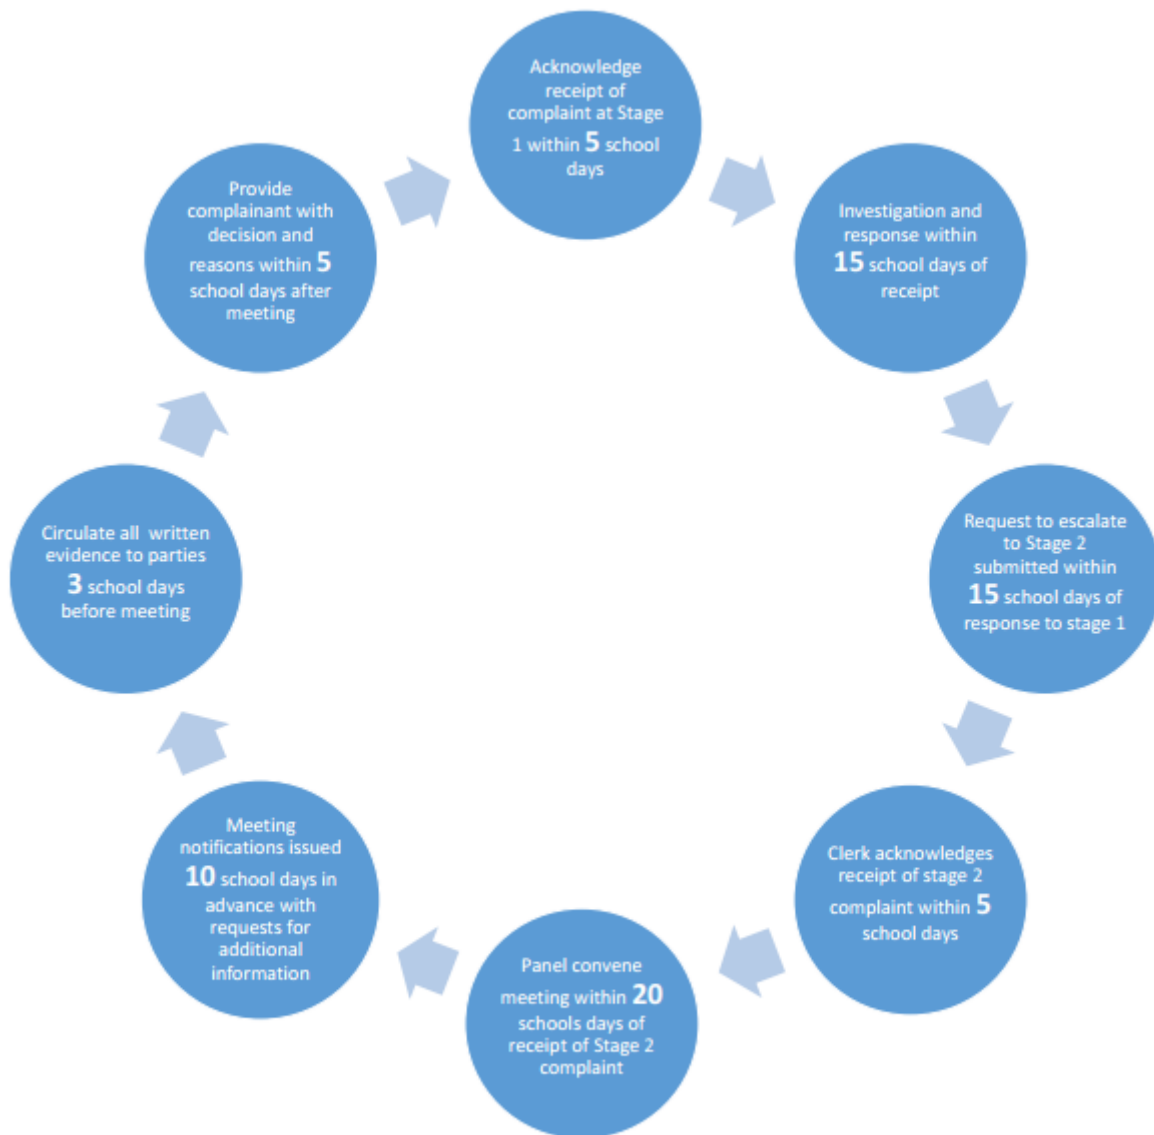 Acknowledge
receipt of
complaint at Stage
1 within 5 school
days
Investigation and
response within
15 school days of
receipt
Request to escalate
to Stage 2
submitted within
15 school days of
response to stage 1
Clerk acknowledges
receipt of stage 2
complaint within 5
school days
Panel convene
meeting within 20
schools days of
receipt of Stage 2
complaint
Meeting
notifications issued
10 school days in
advance with
requests for
additional
information
Circulate all written
evidence to parties
3 school days
before meeting
Provide
complainant with
decision and
reasons within 5
school days after
meeting